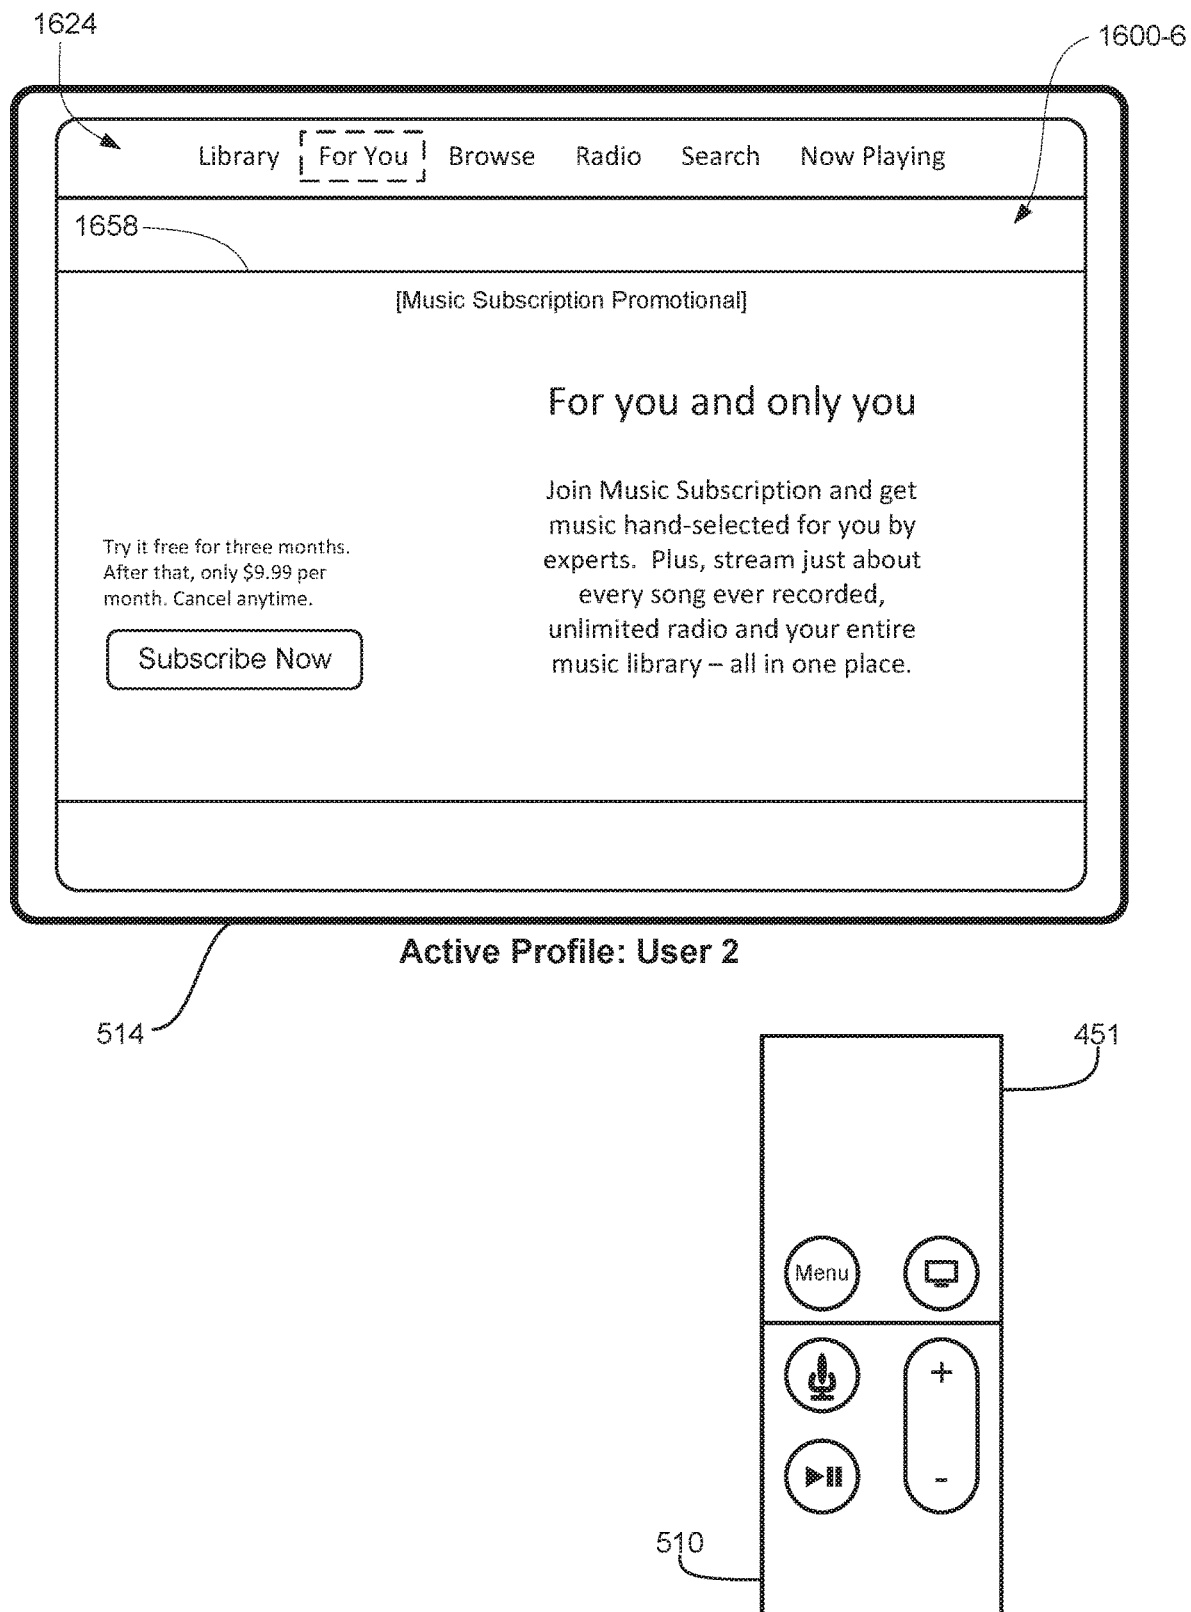 1624
1600-6
Library For You Browse Radio Search Now Playing
1658
[Music Subscription Promotional]
For you and only you
Join Music Subscription and get
music hand-selected for you by
experts. Plus, stream just about
every song ever recorded,
unlimited radio and your entire
music library – all in one place.
Try it free for three months.
After that, only $9.99 per
month. Cancel anytime.
Subscribe Now
Active Profile: User 2
514
451
Menu
+
-
510